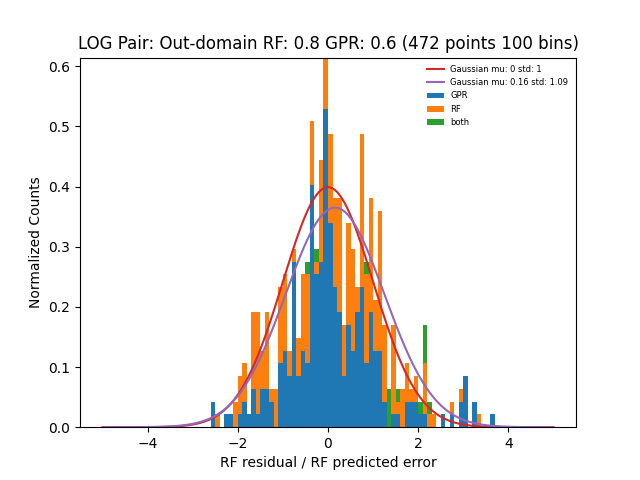 LOG Pair: Out-domain RF: 0.8 GPR: 0.6 (472 points 100 bins)
Gaussian mu: 0 std: 1
Gaussian mu: 0.16 std: 1.09
GPR
RF
both
Normalized Counts
0.6
0.5
0.4
0.3
0.2
0.1
0.0
−4 −2 0 2 4
RF residual / RF predicted error